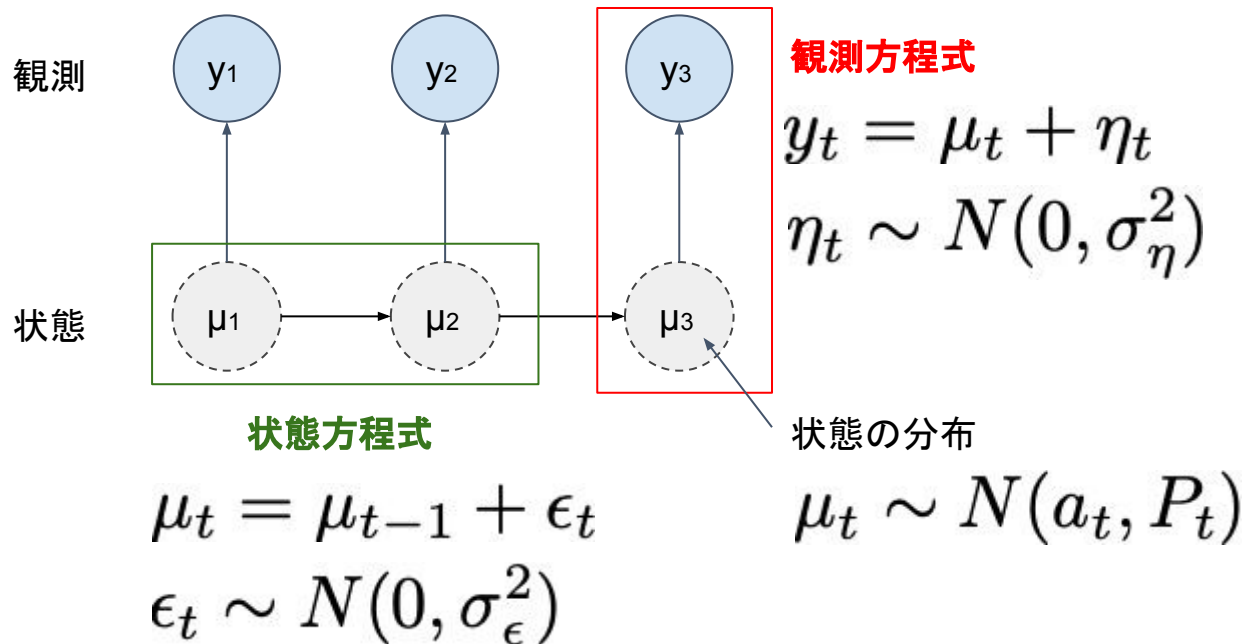 観測
y1
y2
y3
観測方程式
y_t = μ_t + η_t
η_t ~ N(0, σ_η^2)
状態
μ1
μ2
μ3
状態方程式
μ_t = μ_{t−1} + ϵ_t
ϵ_t ~ N(0, σ_ϵ^2)
状態の分布
μ_t ~ N(a_t, P_t)